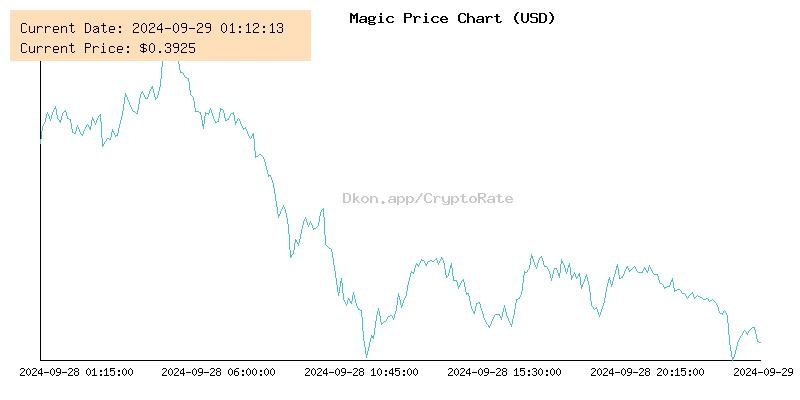 Magic Price Chart (USD)
Current Date: 2024-09-29 01:12:13
Current Price: $0.3925
Dkon.app/CryptoRate
2024-09-28 01:15:00 2024-09-28 06:00:00 2024-09-28 10:45:00 2024-09-28 15:30:00 2024-09-28 20:15:00 2024-09-29